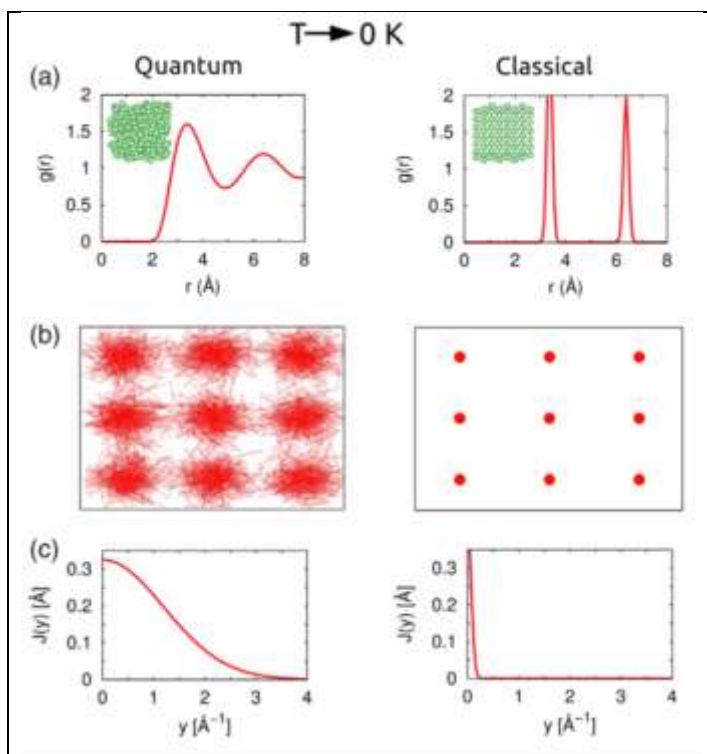 T → 0 K
Quantum Classical
(a)
2
1.5
1
0.5
0
g(r)
0 2 4 6 8
r (Å)
2
1.5
1
0.5
0
g(r)
0 2 4 6 8
r (Å)
(b)
(c)
0.3
0.2
0.1
0
J(y) [Å]
0 1 2 3 4
y [Å⁻¹]
0.3
0.2
0.1
0
J(y) [Å]
0 1 2 3 4
y [Å⁻¹]